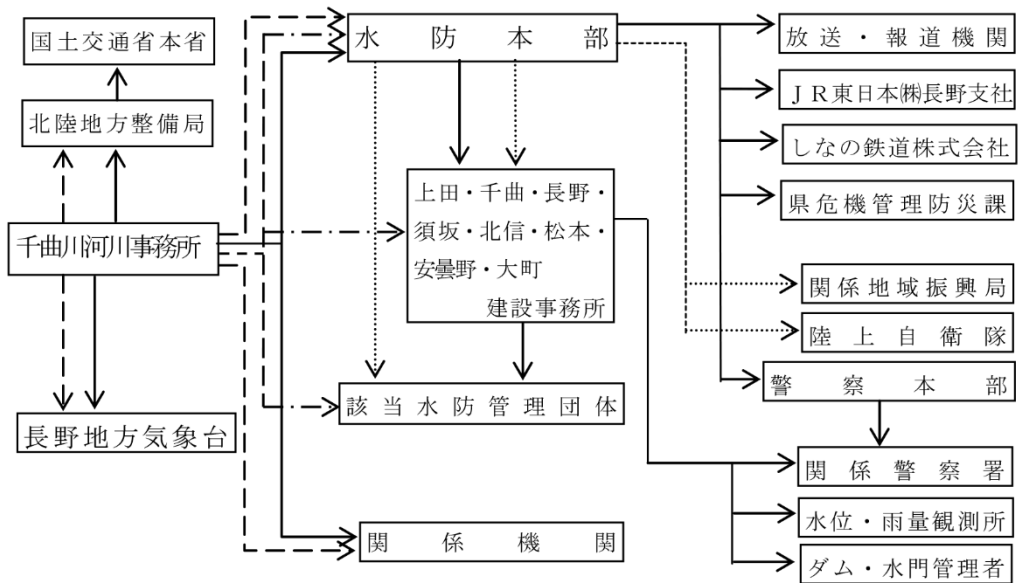 国土交通省本省
北陸地方整備局
千曲川河川事務所
長野地方気象台
水防本部
上田・千曲・長野・
須坂・北信・松本・
安曇野・大町
建設事務所
該当水防管理団体
関係機関
放送・報道機関
ＪＲ東日本㈱長野支社
しなの鉄道株式会社
県危機管理防災課
関係地域振興局
陸上自衛隊
警察本部
関係警察署
水位・雨量観測所
ダム・水門管理者